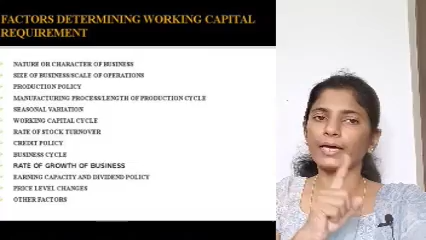 FACTORS DETERMINING WORKING CAPITAL
REQUIREMENT
NATURE OR CHARACTER OF BUSINESS
SIZE OF BUSINESS/SCALE OF OPERATIONS
PRODUCTION POLICY
MANUFACTURING PROCESS/LENGTH OF PRODUCTION CYCLE
SEASONAL VARIATION
WORKING CAPITAL CYCLE
RATE OF STOCK TURNOVER
CREDIT POLICY
BUSINESS CYCLE
RATE OF GROWTH OF BUSINESS
EARNING CAPACITY AND DIVIDEND POLICY
PRICE LEVEL CHANGES
OTHER FACTORS